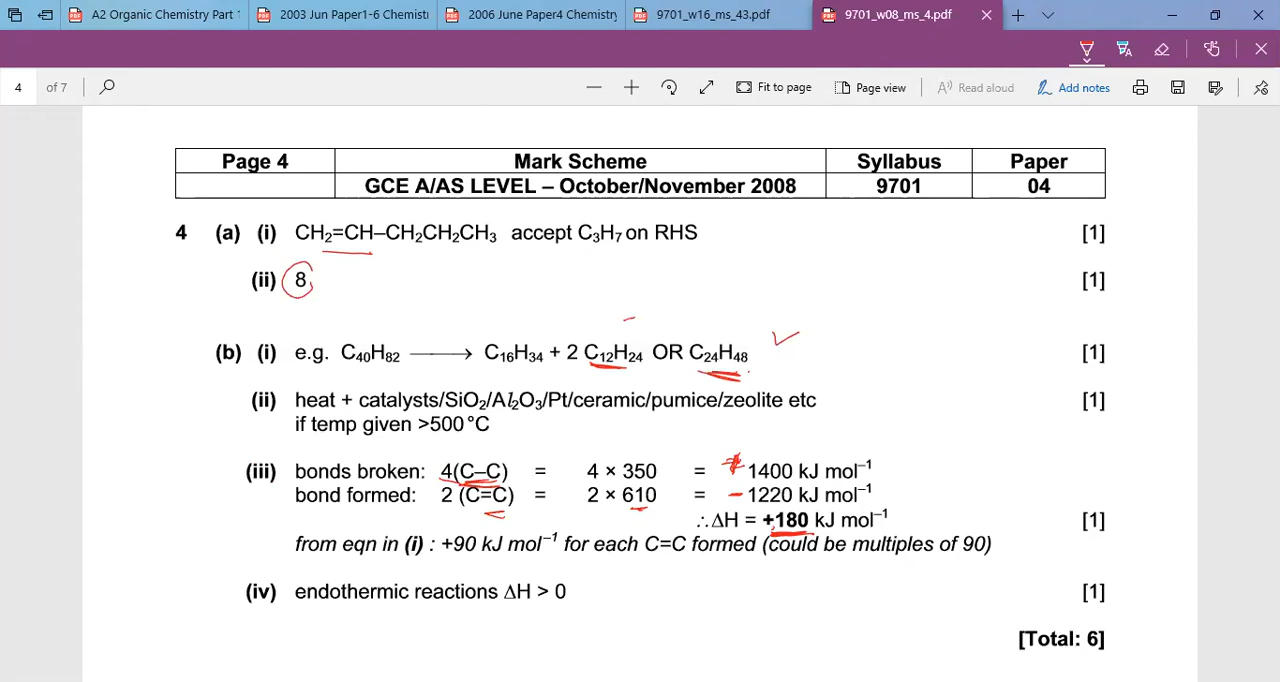 A2 Organic Chemistry Part 1
2003 Jun Paper1-6 Chemistr
2006 June Paper4 Chemistry
9701_w16_ms_43.pdf
9701_w08_ms_4.pdf
4 of 7
Fit to page
Page view
Read aloud
Add notes
Page 4 Mark Scheme Syllabus Paper
GCE A/AS LEVEL – October/November 2008 9701 04
4 (a) (i) CH₂=CH–CH₂CH₂CH₂CH₃ accept C₃H₇ on RHS [1]
(ii) 8 [1]
(b) (i) e.g. C₄₀H₈₂ ⟶ C₁₆H₃₄ + 2 C₁₂H₂₄ OR C₂₄H₄₈ [1]
(ii) heat + catalysts/SiO₂/Al₂O₃/Pt/ceramic/pumice/zeolite etc [1]
if temp given >500 °C
(iii) bonds broken: 4(C–C) = 4 × 350 = + 1400 kJ mol⁻¹
bond formed: 2 (C=C) = 2 × 610 = - 1220 kJ mol⁻¹
∴ΔH = +180 kJ mol⁻¹ [1]
from eqn in (i) : +90 kJ mol⁻¹ for each C=C formed (could be multiples of 90)
(iv) endothermic reactions ΔH > 0 [1]
[Total: 6]